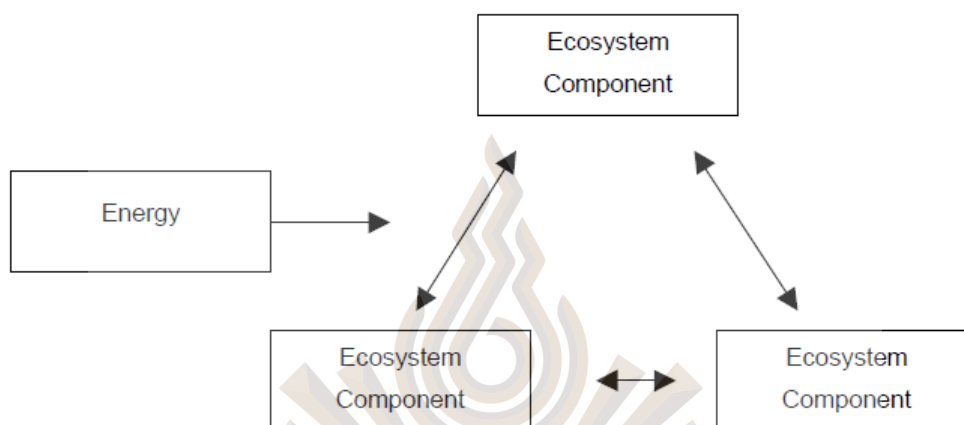 Ecosystem
Component
Energy
Ecosystem
Component
Ecosystem
Component